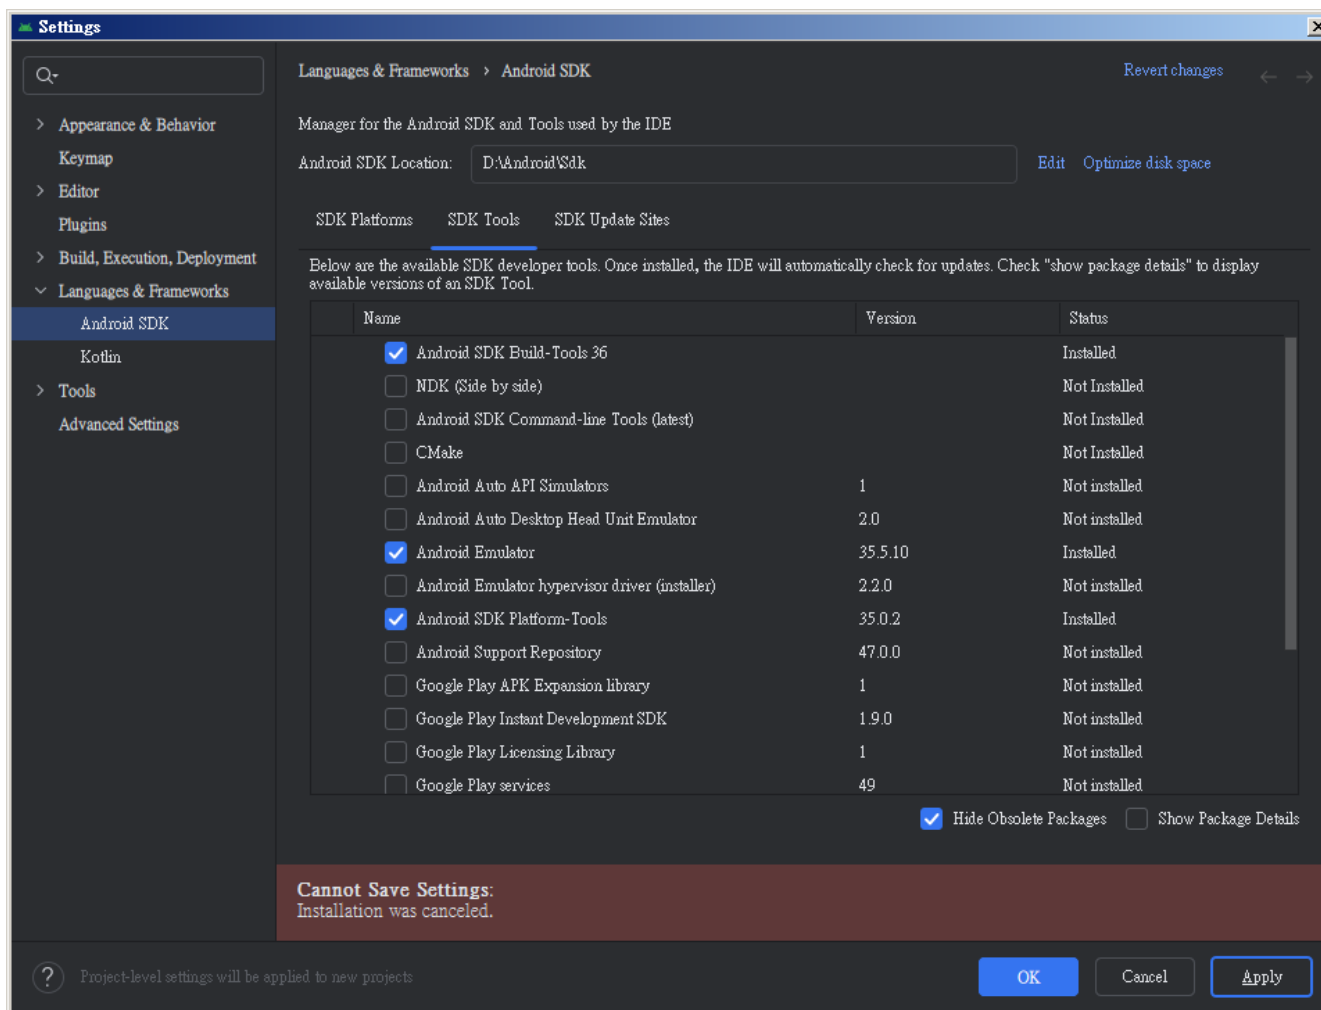 Settings
Languages & Frameworks > Android SDK
Revert changes
Appearance & Behavior
Keymap
Editor
Plugins
Build, Execution, Deployment
Languages & Frameworks
Android SDK
Kotlin
Tools
Advanced Settings
Manager for the Android SDK and Tools used by the IDE
Android SDK Location: D:\Android\Sdk Edit Optimize disk space
SDK Platforms SDK Tools SDK Update Sites
Below are the available SDK developer tools. Once installed, the IDE will automatically check for updates. Check "show package details" to display
available versions of an SDK Tool.
Name Version Status
Android SDK Build-Tools 36 Installed
NDK (Side by side) Not Installed
Android SDK Command-line Tools (latest) Not Installed
CMake Not Installed
Android Auto API Simulators 1 Not installed
Android Auto Desktop Head Unit Emulator 2.0 Not installed
Android Emulator 35.5.10 Installed
Android Emulator hypervisor driver (installer) 2.2.0 Not installed
Android SDK Platform-Tools 35.0.2 Installed
Android Support Repository 47.0.0 Not installed
Google Play APK Expansion library 1 Not installed
Google Play Instant Development SDK 1.9.0 Not installed
Google Play Licensing Library 1 Not installed
Google Play services 49 Not installed
Hide Obsolete Packages Show Package Details
Cannot Save Settings:
Installation was canceled.
? Project-level settings will be applied to new projects
OK Cancel Apply